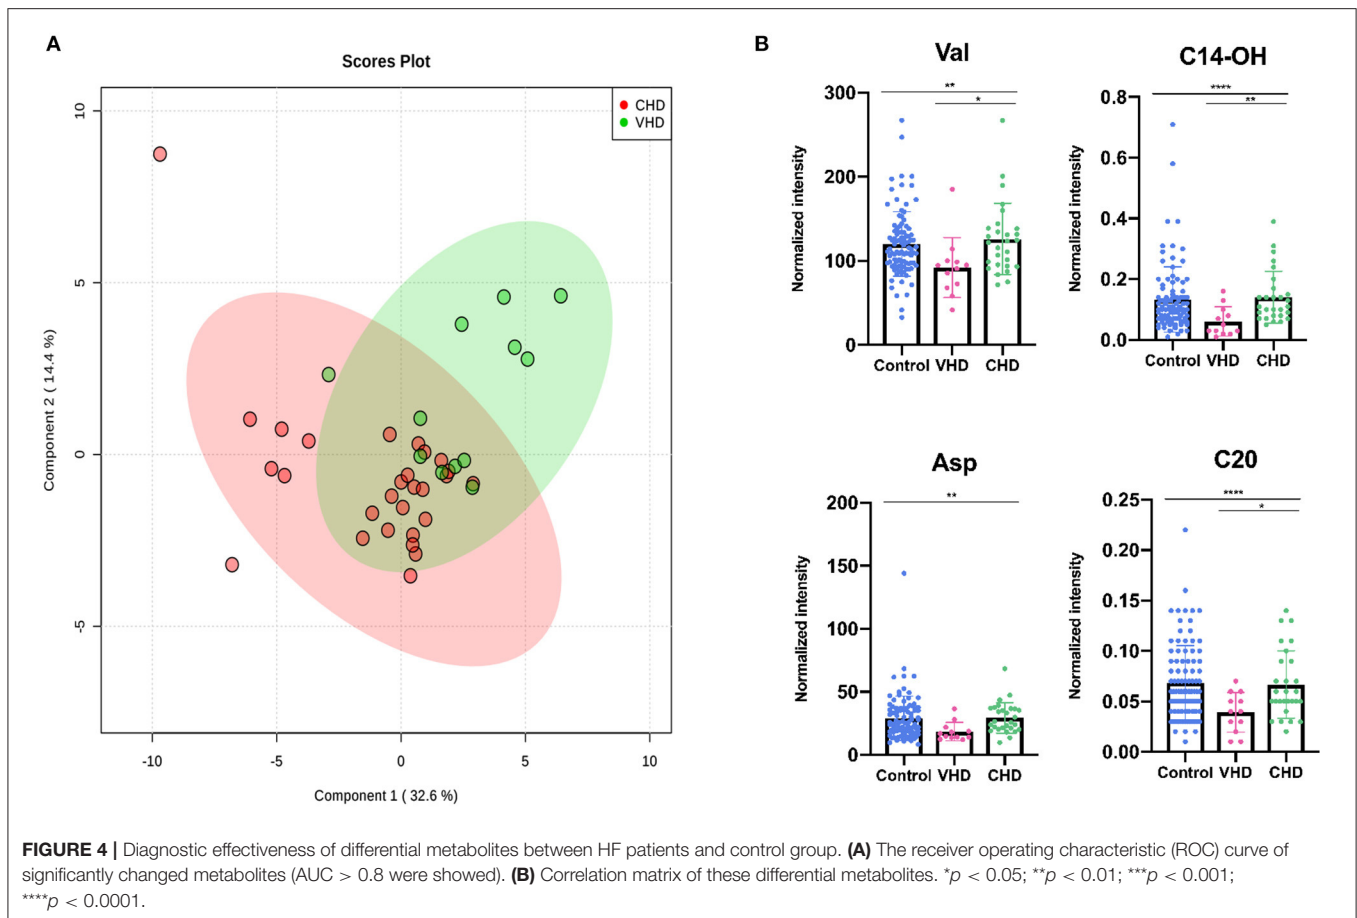 A
Scores Plot
CHD
VHD
10
5
0
-5
Component 2 ( 14.4 %)
-10
-5
0
5
10
Component 1 ( 32.6 %)
B
Val
**
*
300
200
100
0
Normalized intensity
Control VHD CHD
C14-OH
****
**
0.8
0.6
0.4
0.2
0.0
Normalized intensity
Control VHD CHD
Asp
**
200
150
100
50
0
Normalized intensity
Control VHD CHD
C20
****
*
0.25
0.20
0.15
0.10
0.05
0.00
Normalized intensity
Control VHD CHD
FIGURE 4 | Diagnostic effectiveness of differential metabolites between HF patients and control group. (A) The receiver operating characteristic (ROC) curve of
significantly changed metabolites (AUC > 0.8 were showed). (B) Correlation matrix of these differential metabolites. *p < 0.05; **p < 0.01; ***p < 0.001;
****p < 0.0001.